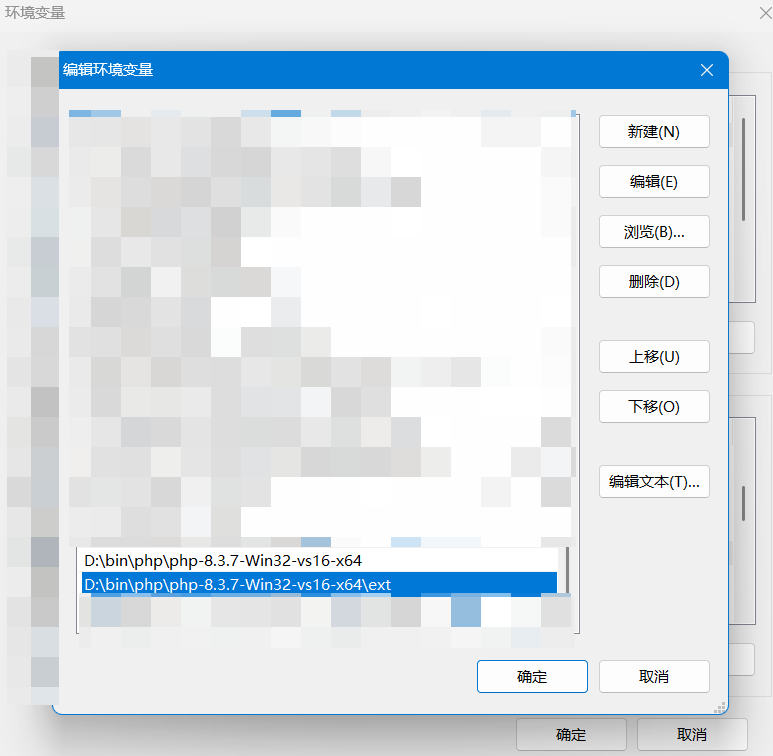 环境变量
编辑环境变量
新建(N)
编辑(E)
浏览(B)...
删除(D)
上移(U)
下移(O)
编辑文本(T)...
D:\bin\php\php-8.3.7-Win32-vs16-x64
D:\bin\php\php-8.3.7-Win32-vs16-x64\ext
确定
取消
确定
取消